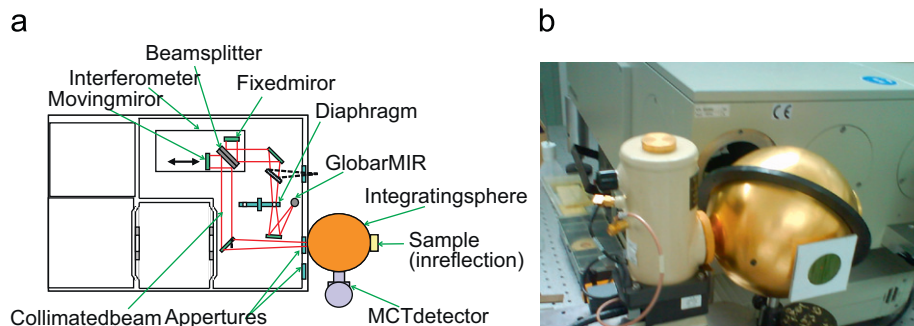 a
b
Beamsplitter
Interferometer
Fixedmiror
Movingmiror
Diaphragm
GlobarMIR
Integratingsphere
Sample
(inreflection)
Collimatedbeam
Appertures
MCTdetector
CE